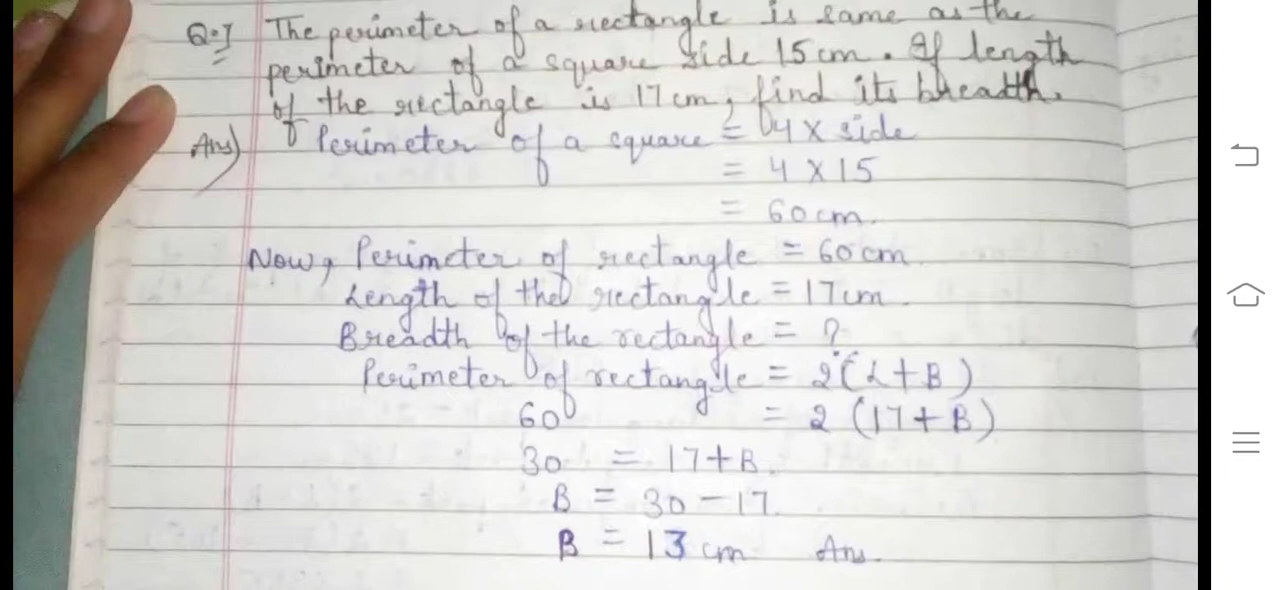 Q.7 The perimeter of a rectangle is same as the
perimeter of a square side 15 cm. If length
of the rectangle is 17 cm, find its breadth.
Ans) Perimeter of a square = 4 × side
= 4 × 15
= 60 cm.
Now, Perimeter of rectangle = 60 cm.
Length of the rectangle = 17 cm.
Breadth of the rectangle = ?
Perimeter of rectangle = 2(L+B)
60 = 2 (17+B)
30 = 17+B.
B = 30 - 17.
B = 13 cm Ans.